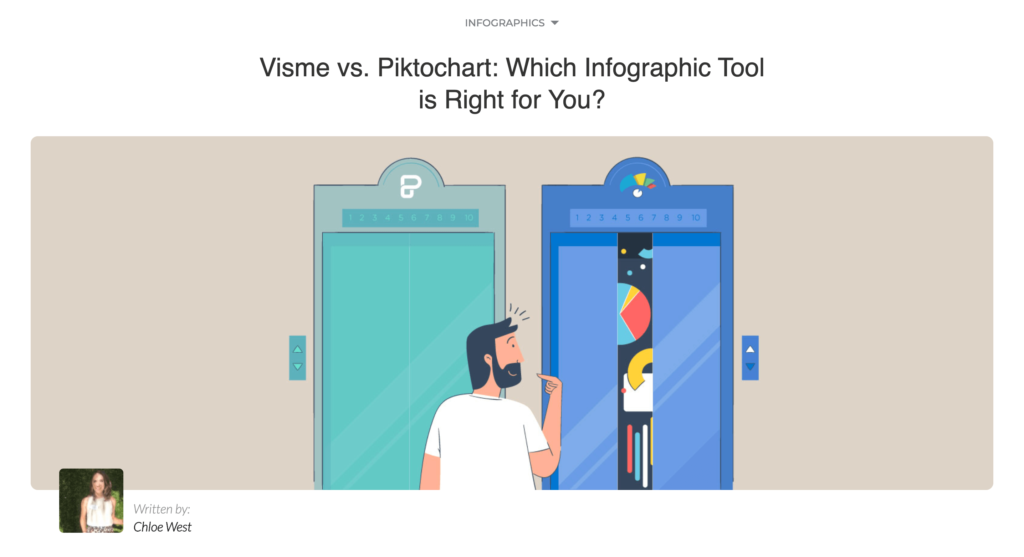 INFOGRAPHICS
Visme vs. Piktochart: Which Infographic Tool
is Right for You?
1 2 3 4 5 6 7 8 9 10
1 2 3 4 5 6 7 8 9 10
Written by:
Chloe West